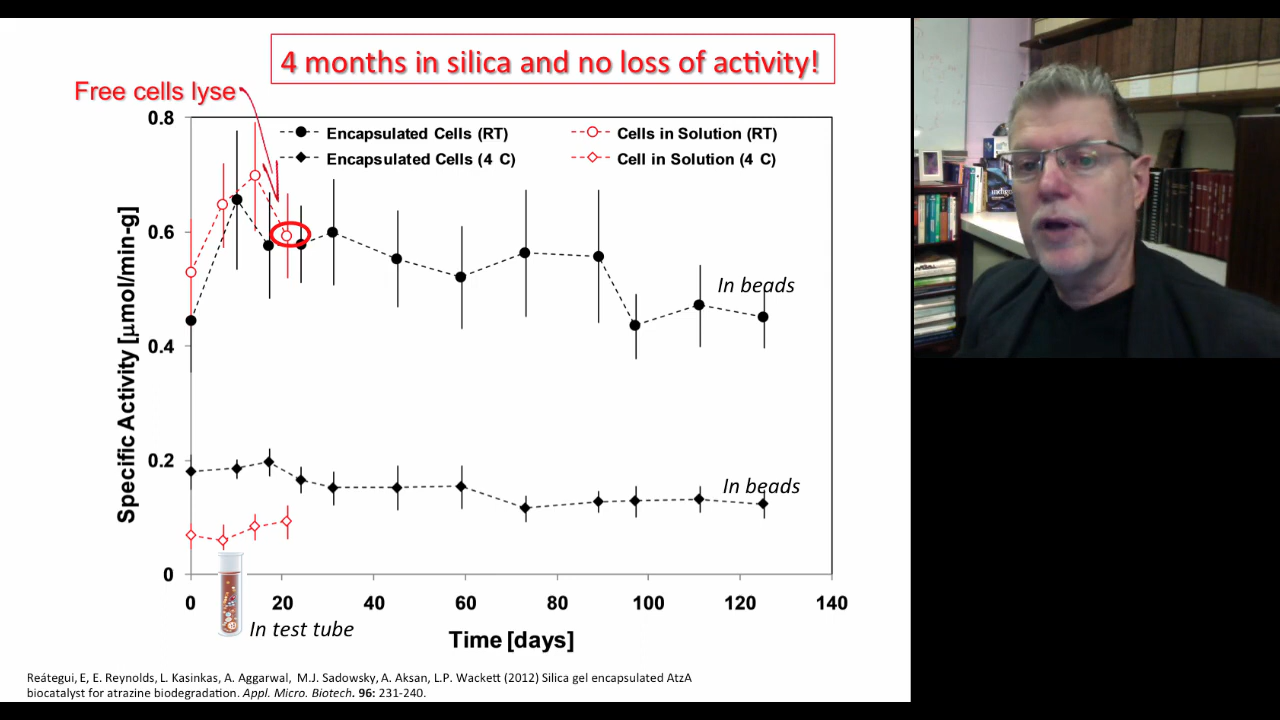 4 months in silica and no loss of activity!
Free cells lyse
Encapsulated Cells (RT)
Cells in Solution (RT)
Encapsulated Cells (4 C)
Cell in Solution (4 C)
Specific Activity [µmol/min-g]
0.8
0.6
0.4
0.2
0
In beads
In beads
0 20 40 60 80 100 120 140
In test tube
Time [days]
Reátegui, E, E. Reynolds, L. Kasinkas, A. Aggarwal, M.J. Sadowsky, A. Aksan, L.P. Wackett (2012) Silica gel encapsulated AtzA
biocatalyst for atrazine biodegradation. Appl. Micro. Biotech. 96: 231-240.